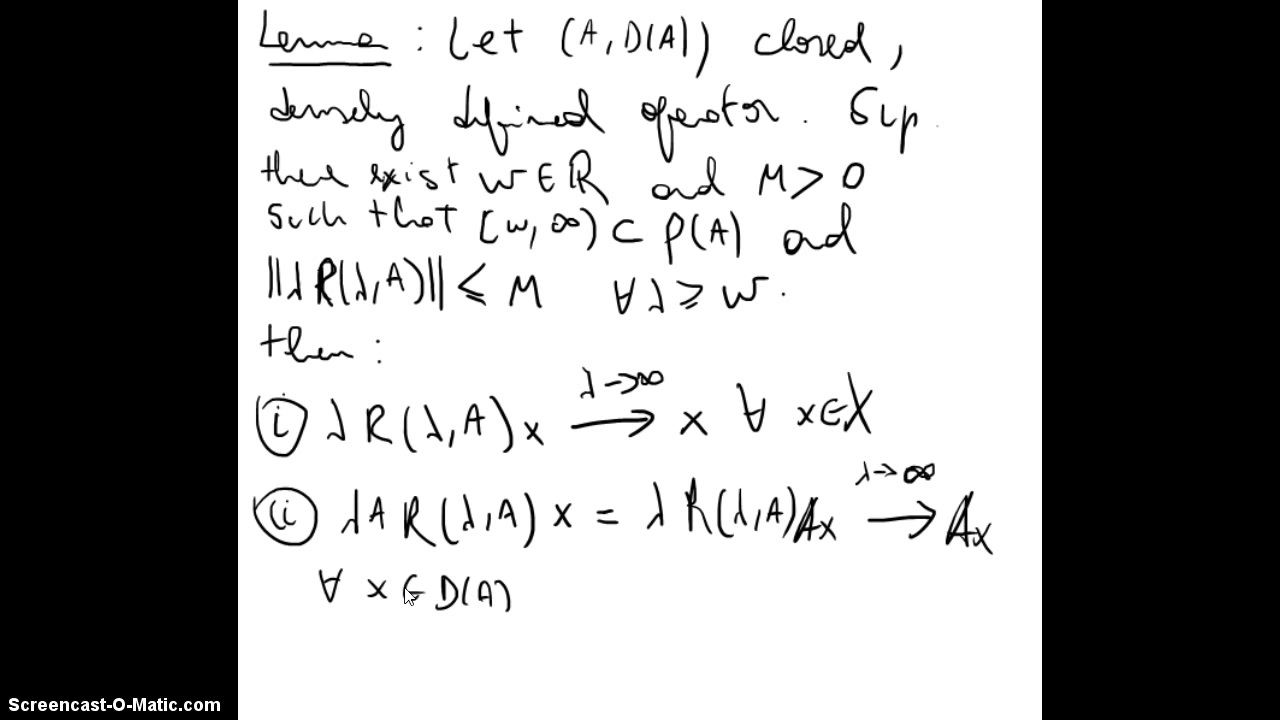 Lemma : Let (A, D(A)) closed,
densely defined operator. Sup.
there exist w ∈ ℝ and M > 0
such that [w, ∞) ⊂ ρ(A) and
||λ R(λ, A)|| ≤ M ∀ λ ≥ w.
then :
(i) λ R(λ, A) x →^{λ→∞} x ∀ x ∈ X
(ii) λ A R(λ, A) x = λ R(λ, A) Ax →^{λ→∞} Ax
∀ x ∈ D(A)
Screencast-O-Matic.com